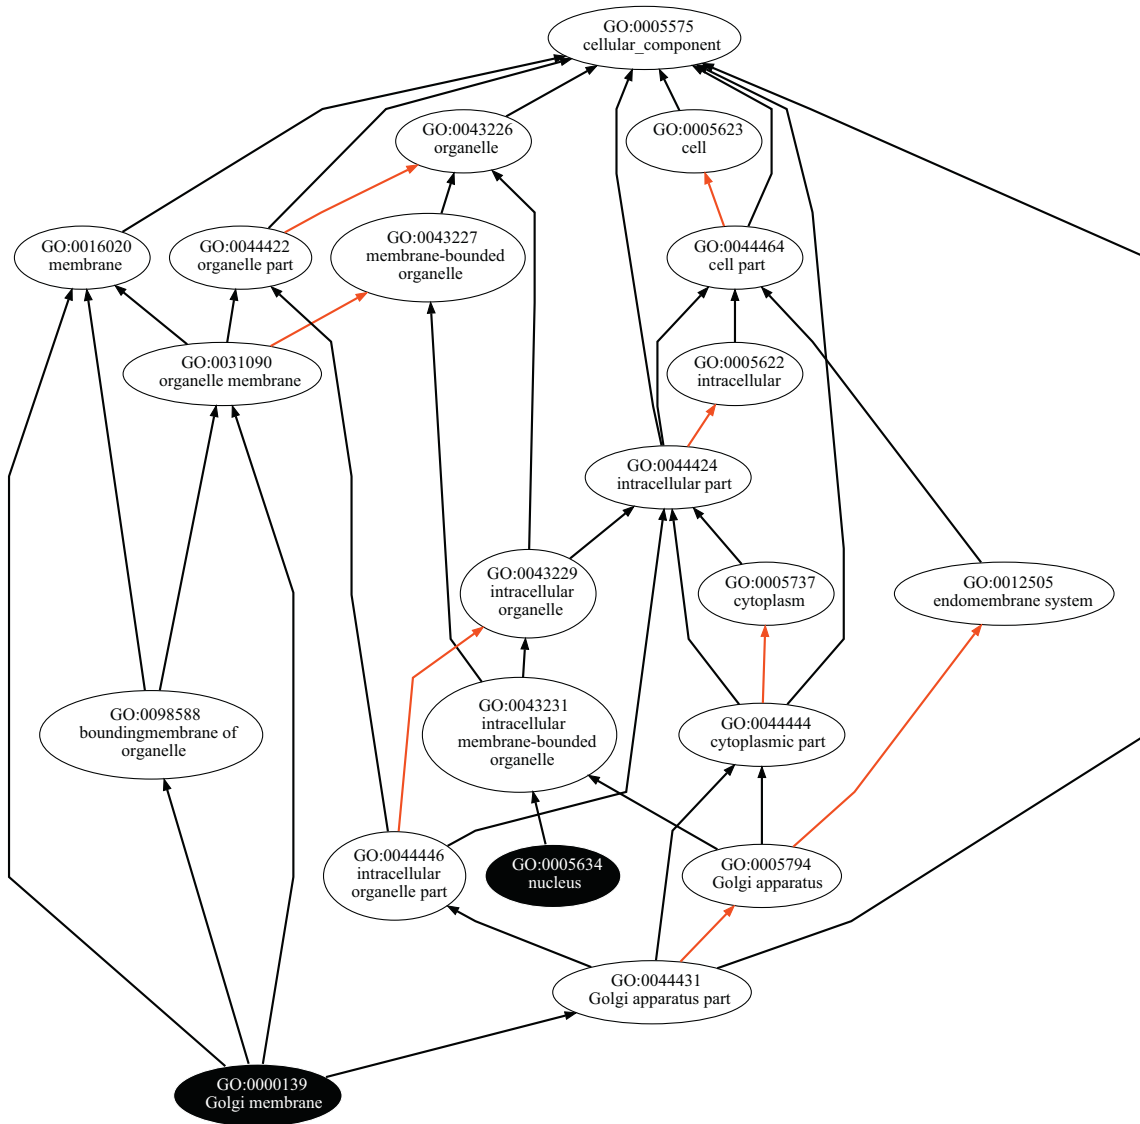 GO:0005575
cellular_component
GO:0043226
organelle
GO:0005623
cell
GO:0016020
membrane
GO:0044422
organelle part
GO:0043227
membrane-bounded
organelle
GO:0044464
cell part
GO:0031090
organelle membrane
GO:0005622
intracellular
GO:0044424
intracellular part
GO:0043229
intracellular
organelle
GO:0005737
cytoplasm
GO:0012505
endomembrane system
GO:0098588
boundingmembrane of
organelle
GO:0043231
intracellular
membrane-bounded
organelle
GO:0044444
cytoplasmic part
GO:0044446
intracellular
organelle part
GO:0005634
nucleus
GO:0005794
Golgi apparatus
GO:0044431
Golgi apparatus part
GO:0000139
Golgi membrane